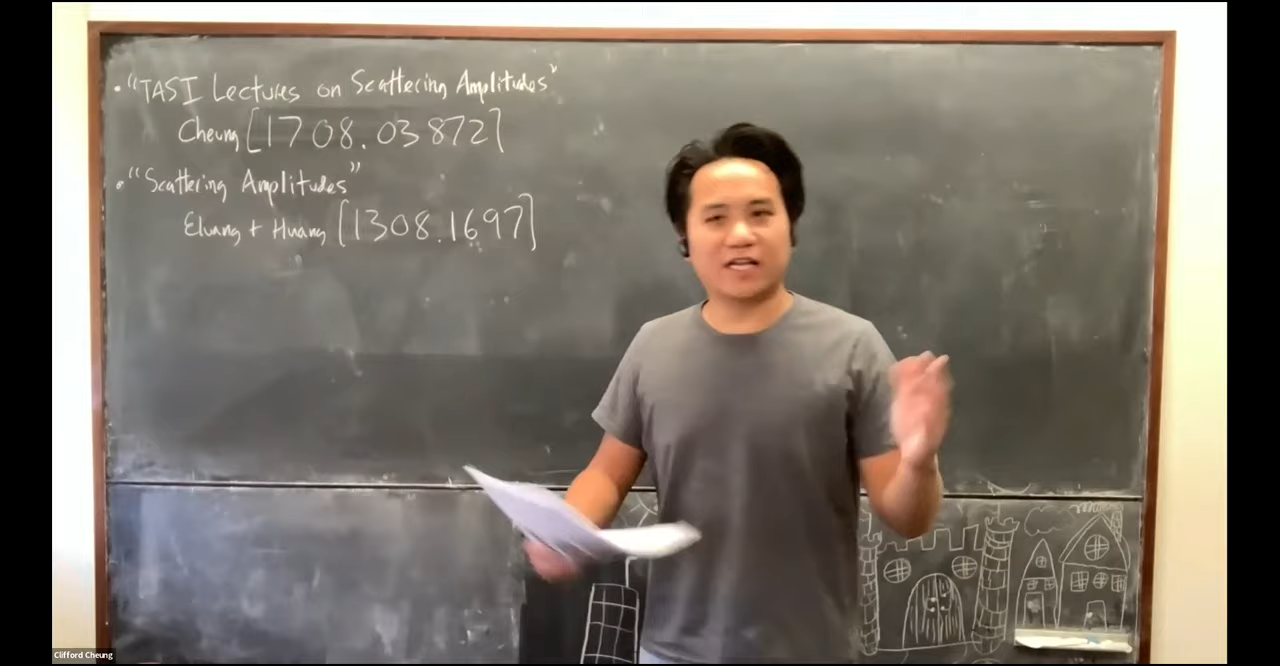 • "TASI Lectures on Scattering Amplitudes"
Cheung [1708.03872]
• "Scattering Amplitudes"
Elvang + Huang [1308.1697]
Clifford Cheung